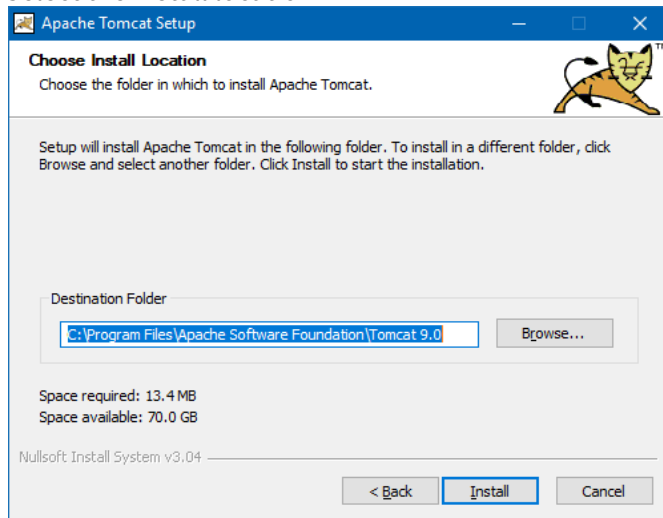 Apache Tomcat Setup
Choose Install Location
Choose the folder in which to install Apache Tomcat.
TM
Setup will install Apache Tomcat in the following folder. To install in a different folder, click
Browse and select another folder. Click Install to start the installation.
Destination Folder
C:\Program Files\Apache Software Foundation\Tomcat 9.0
Browse...
Space required: 13.4 MB
Space available: 70.0 GB
Nullsoft Install System v3.04
< Back
Install
Cancel